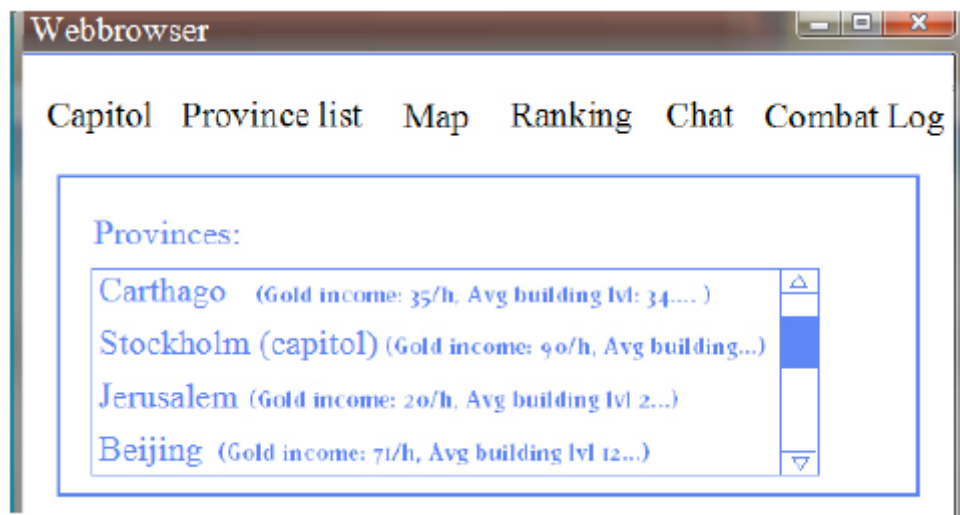 Webbrowser
Capitol Province list Map Ranking Chat Combat Log
Provinces:
Carthago (Gold income: 35/h, Avg building lvl: 34.... )
Stockholm (capitol) (Gold income: 90/h, Avg building...)
Jerusalem (Gold income: 20/h, Avg building lvl 2...)
Beijing (Gold income: 71/h, Avg building lvl 12...)